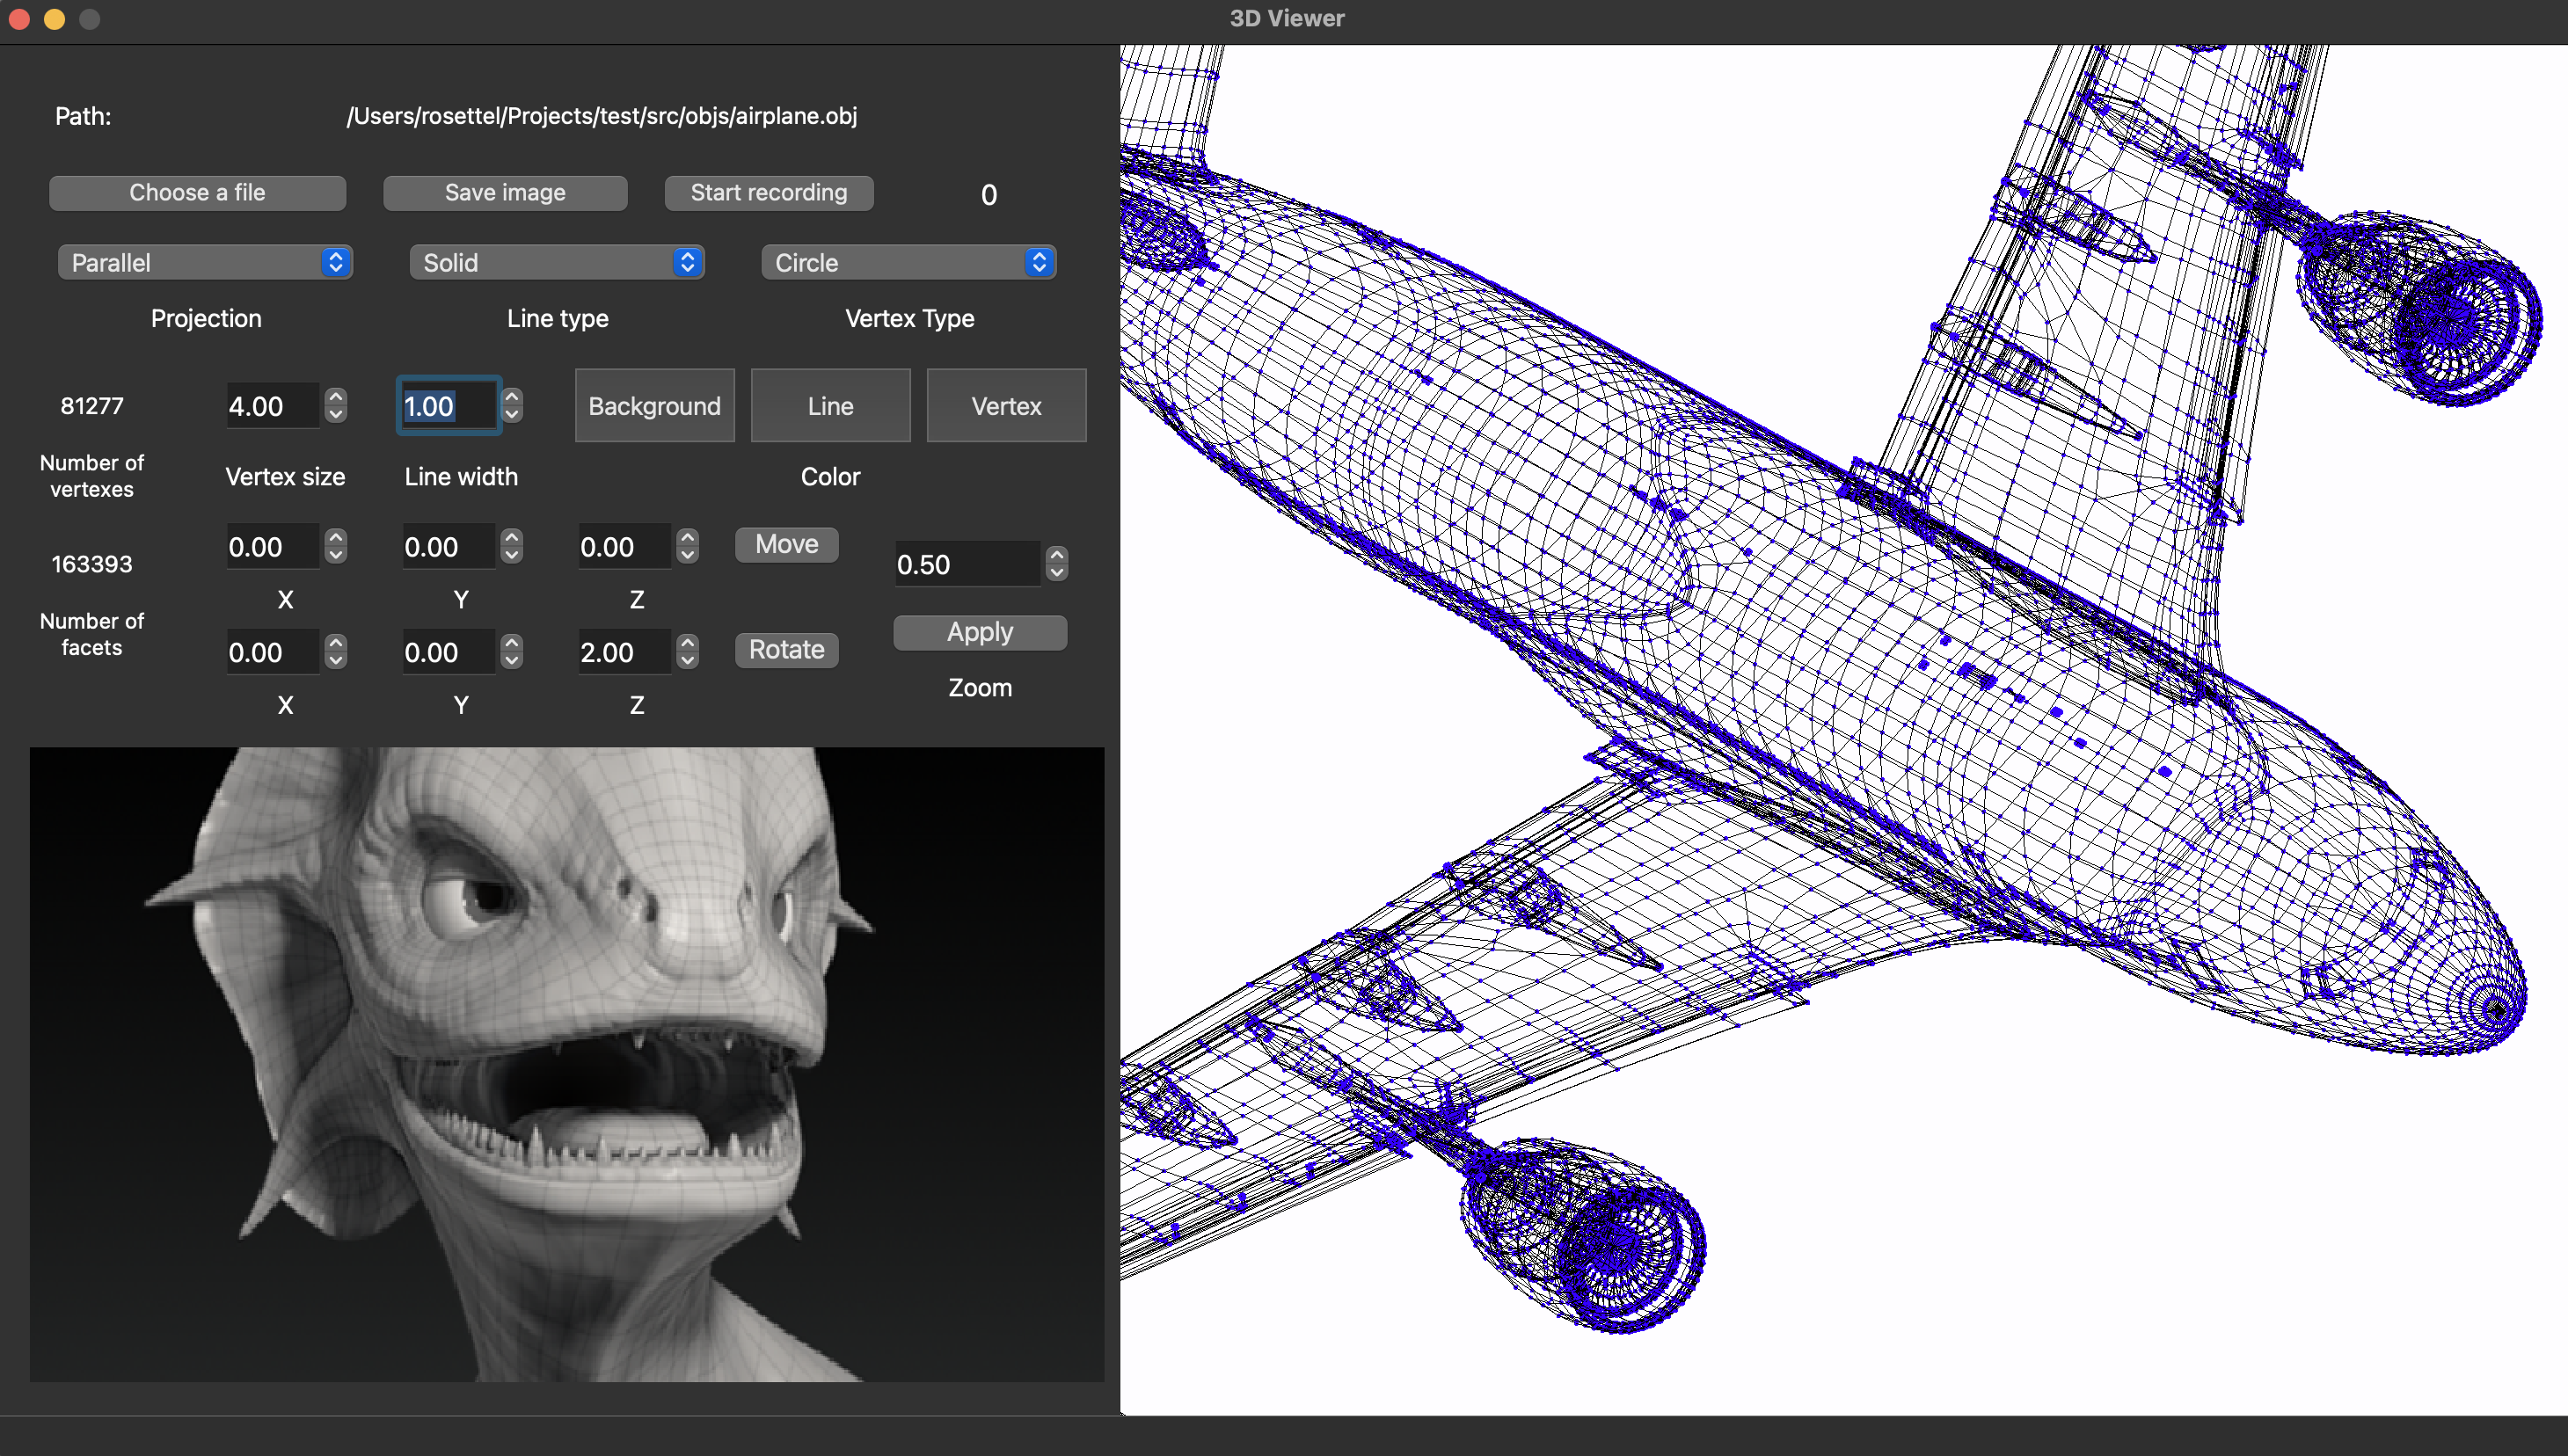 3D Viewer
Path: /Users/rosettel/Projects/test/src/objs/airplane.obj
Choose a file Save image Start recording 0
Parallel Solid Circle
Projection Line type Vertex Type
81277 4.00 1.00 Background Line Vertex
Number of
vertexes
Vertex size Line width Color
0.00 0.00 0.00 Move
163393
0.50
X Y Z
Number of
facets
Apply
0.00 0.00 2.00 Rotate
Zoom
X Y Z